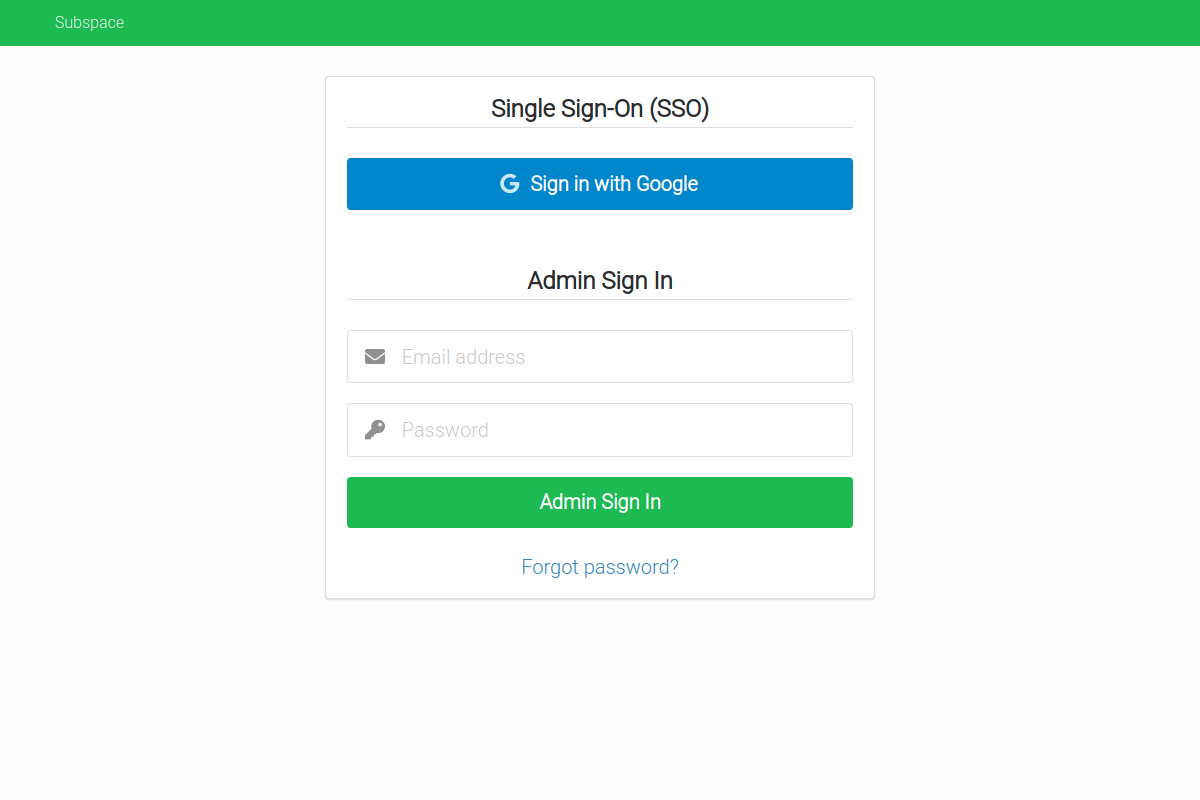 Subspace
Single Sign-On (SSO)
Sign in with Google
Admin Sign In
Email address
Password
Admin Sign In
Forgot password?